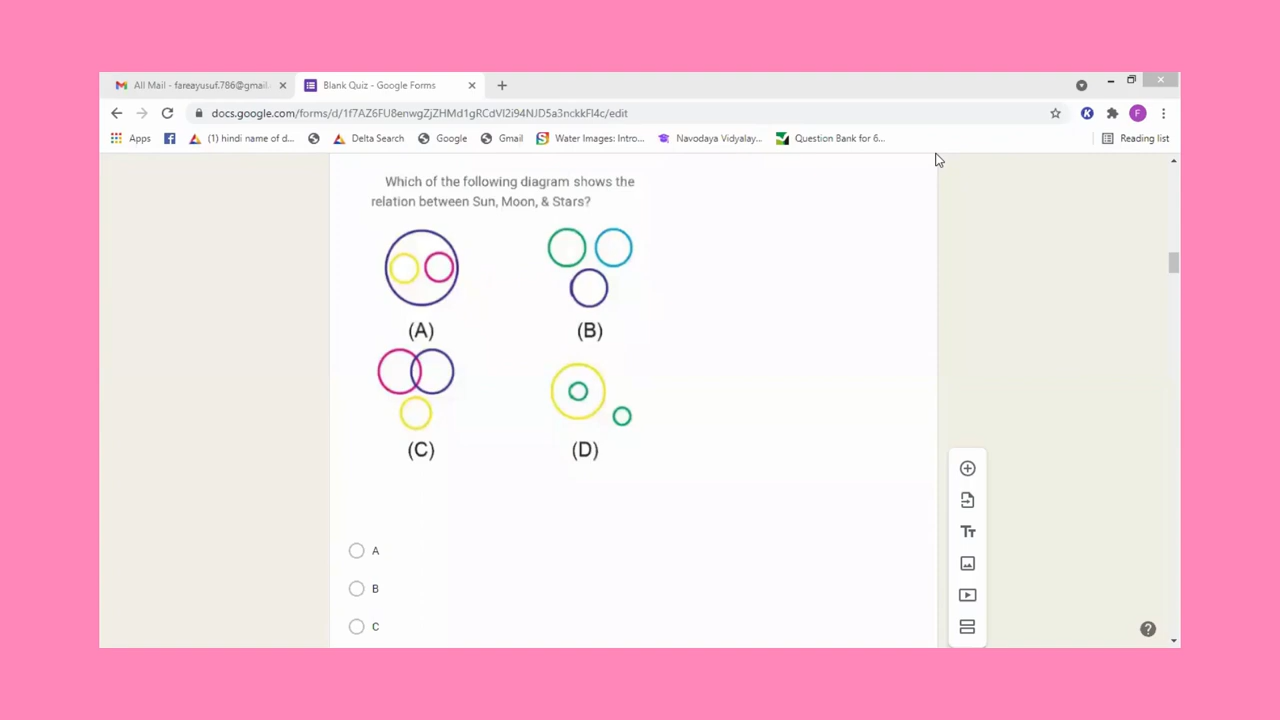 All Mail - fareayusuf.786@gmail.
Blank Quiz - Google Forms
docs.google.com/forms/d/1f7AZ6FU8enwgZjZHMd1gRCdVl2i94NJD5a3nckkFl4c/edit
F
Apps
(1) hindi name of d...
Delta Search
Google
Gmail
Water Images: Intro...
Navodaya Vidyalay...
Question Bank for 6...
Reading list
Which of the following diagram shows the
relation between Sun, Moon, & Stars?
(A)
(B)
(C)
(D)
A
B
C